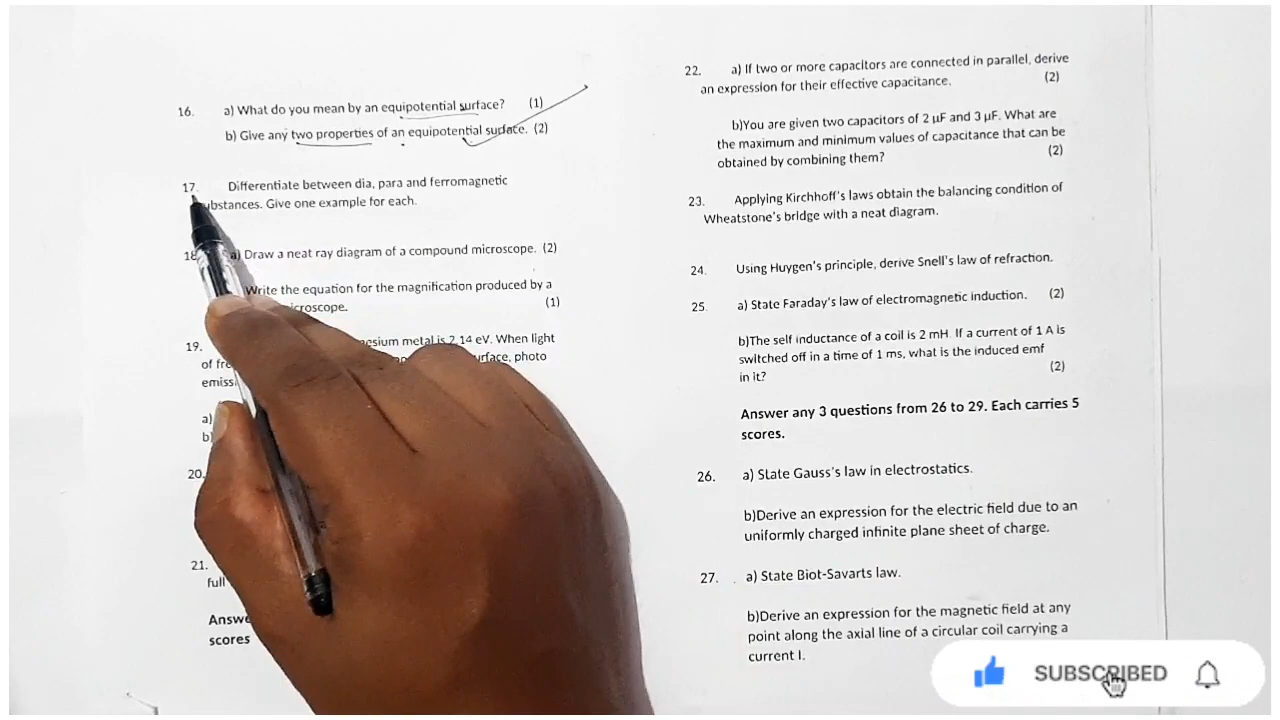 16. a) What do you mean by an equipotential surface? (1)
b) Give any two properties of an equipotential surface. (2)
17. Differentiate between dia, para and ferromagnetic
ubstances. Give one example for each.
18 a) Draw a neat ray diagram of a compound microscope. (2)
Write the equation for the magnification produced by a
croscope. (1)
19. esium metal is 2.14 eV. When light
of fre urface, photo
emiss
a)
b)
20.
21.
full
Answe
scores
22. a) If two or more capacitors are connected in parallel, derive
an expression for their effective capacitance. (2)
b)You are given two capacitors of 2 µF and 3 µF. What are
the maximum and minimum values of capacitance that can be
obtained by combining them? (2)
23. Applying Kirchhoff's laws obtain the balancing condition of
Wheatstone's bridge with a neat diagram.
24. Using Huygen's principle, derive Snell's law of refraction.
25. a) State Faraday's law of electromagnetic induction. (2)
b)The self inductance of a coil is 2 mH. If a current of 1 A is
switched off in a time of 1 ms, what is the induced emf
in it? (2)
Answer any 3 questions from 26 to 29. Each carries 5
scores.
26. a) State Gauss's law in electrostatics.
b)Derive an expression for the electric field due to an
uniformly charged infinite plane sheet of charge.
27. a) State Biot-Savarts law.
b)Derive an expression for the magnetic field at any
point along the axial line of a circular coil carrying a
current I.
SUBSCRIBED